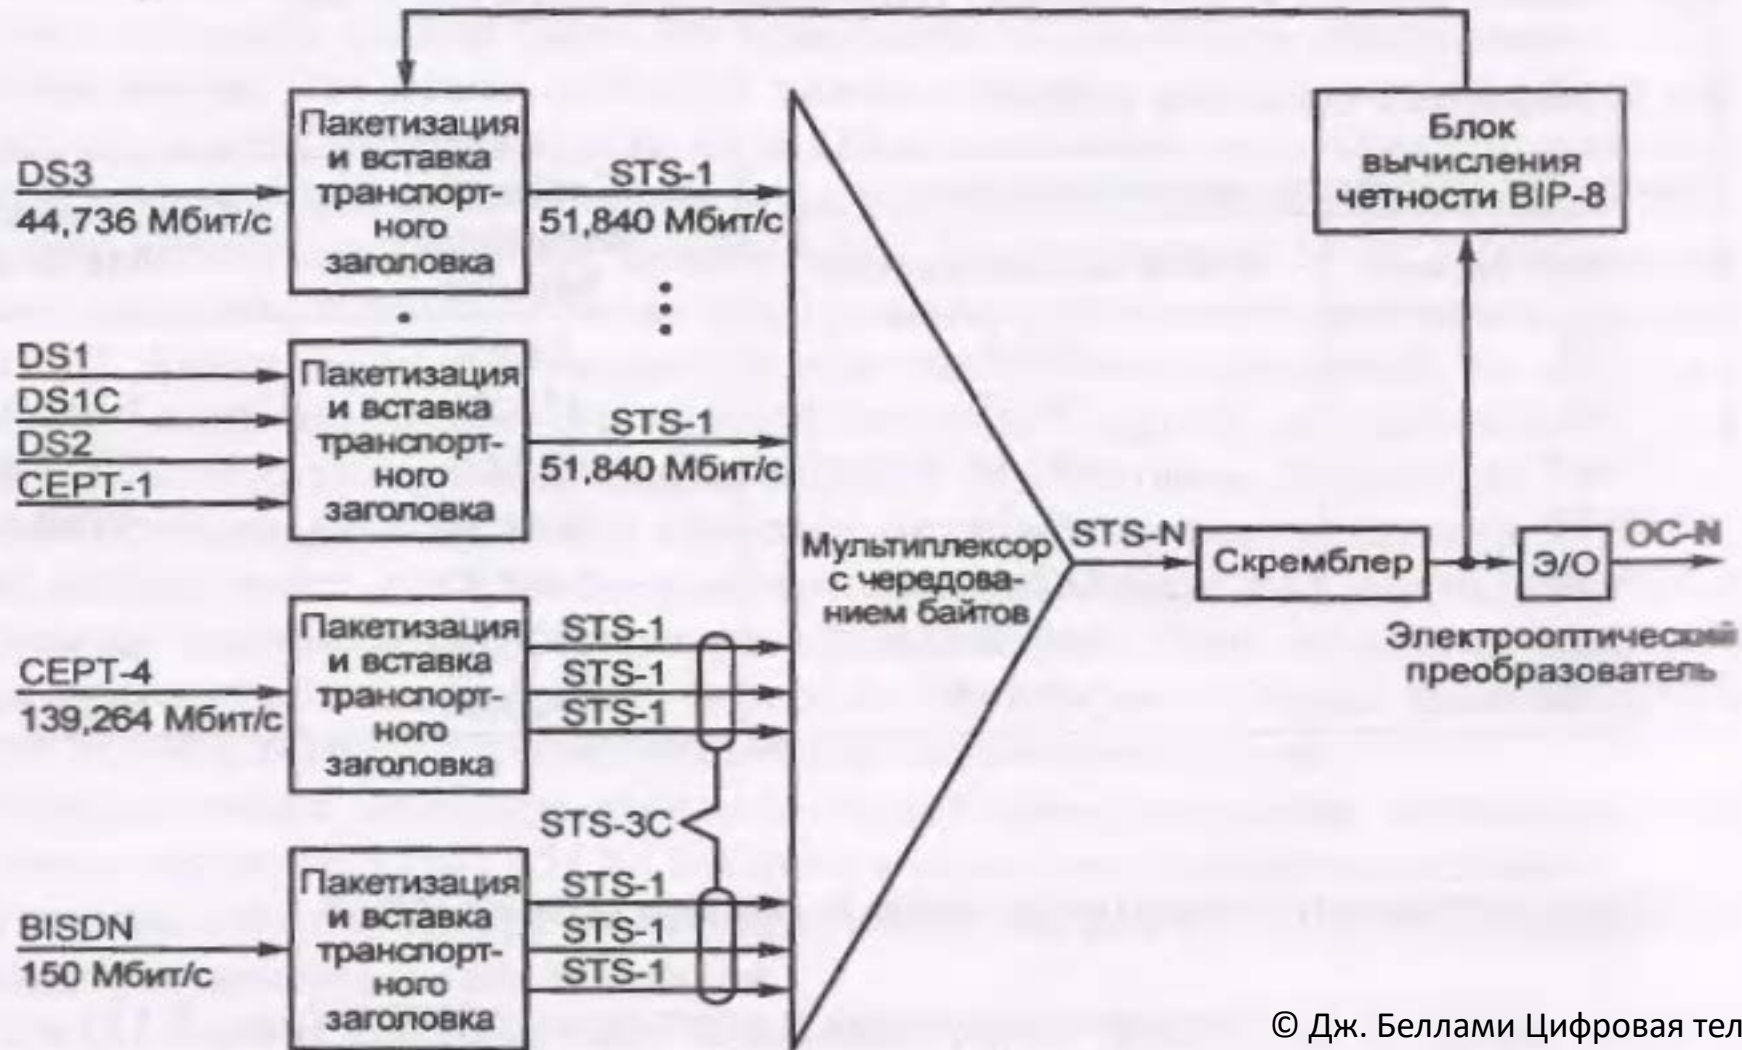 Пакетизация
и вставка
транспорт-
ного
заголовка
DS3
44,736 Мбит/с
STS-1
51,840 Мбит/с
Блок
вычисления
четности BIP-8
DS1
DS1C
DS2
CEPT-1
Пакетизация
и вставка
транспорт-
ного
заголовка
STS-1
51,840 Мбит/с
Мультиплексор
с чередова-
нием байтов
STS-N
Скремблер
Э/О
OC-N
Электрооптический
преобразователь
CEPT-4
139,264 Мбит/с
Пакетизация
и вставка
транспорт-
ного
заголовка
STS-1
STS-1
STS-1
STS-3C
BISDN
150 Мбит/с
Пакетизация
и вставка
транспорт-
ного
заголовка
STS-1
STS-1
STS-1
© Дж. Беллами Цифровая тел